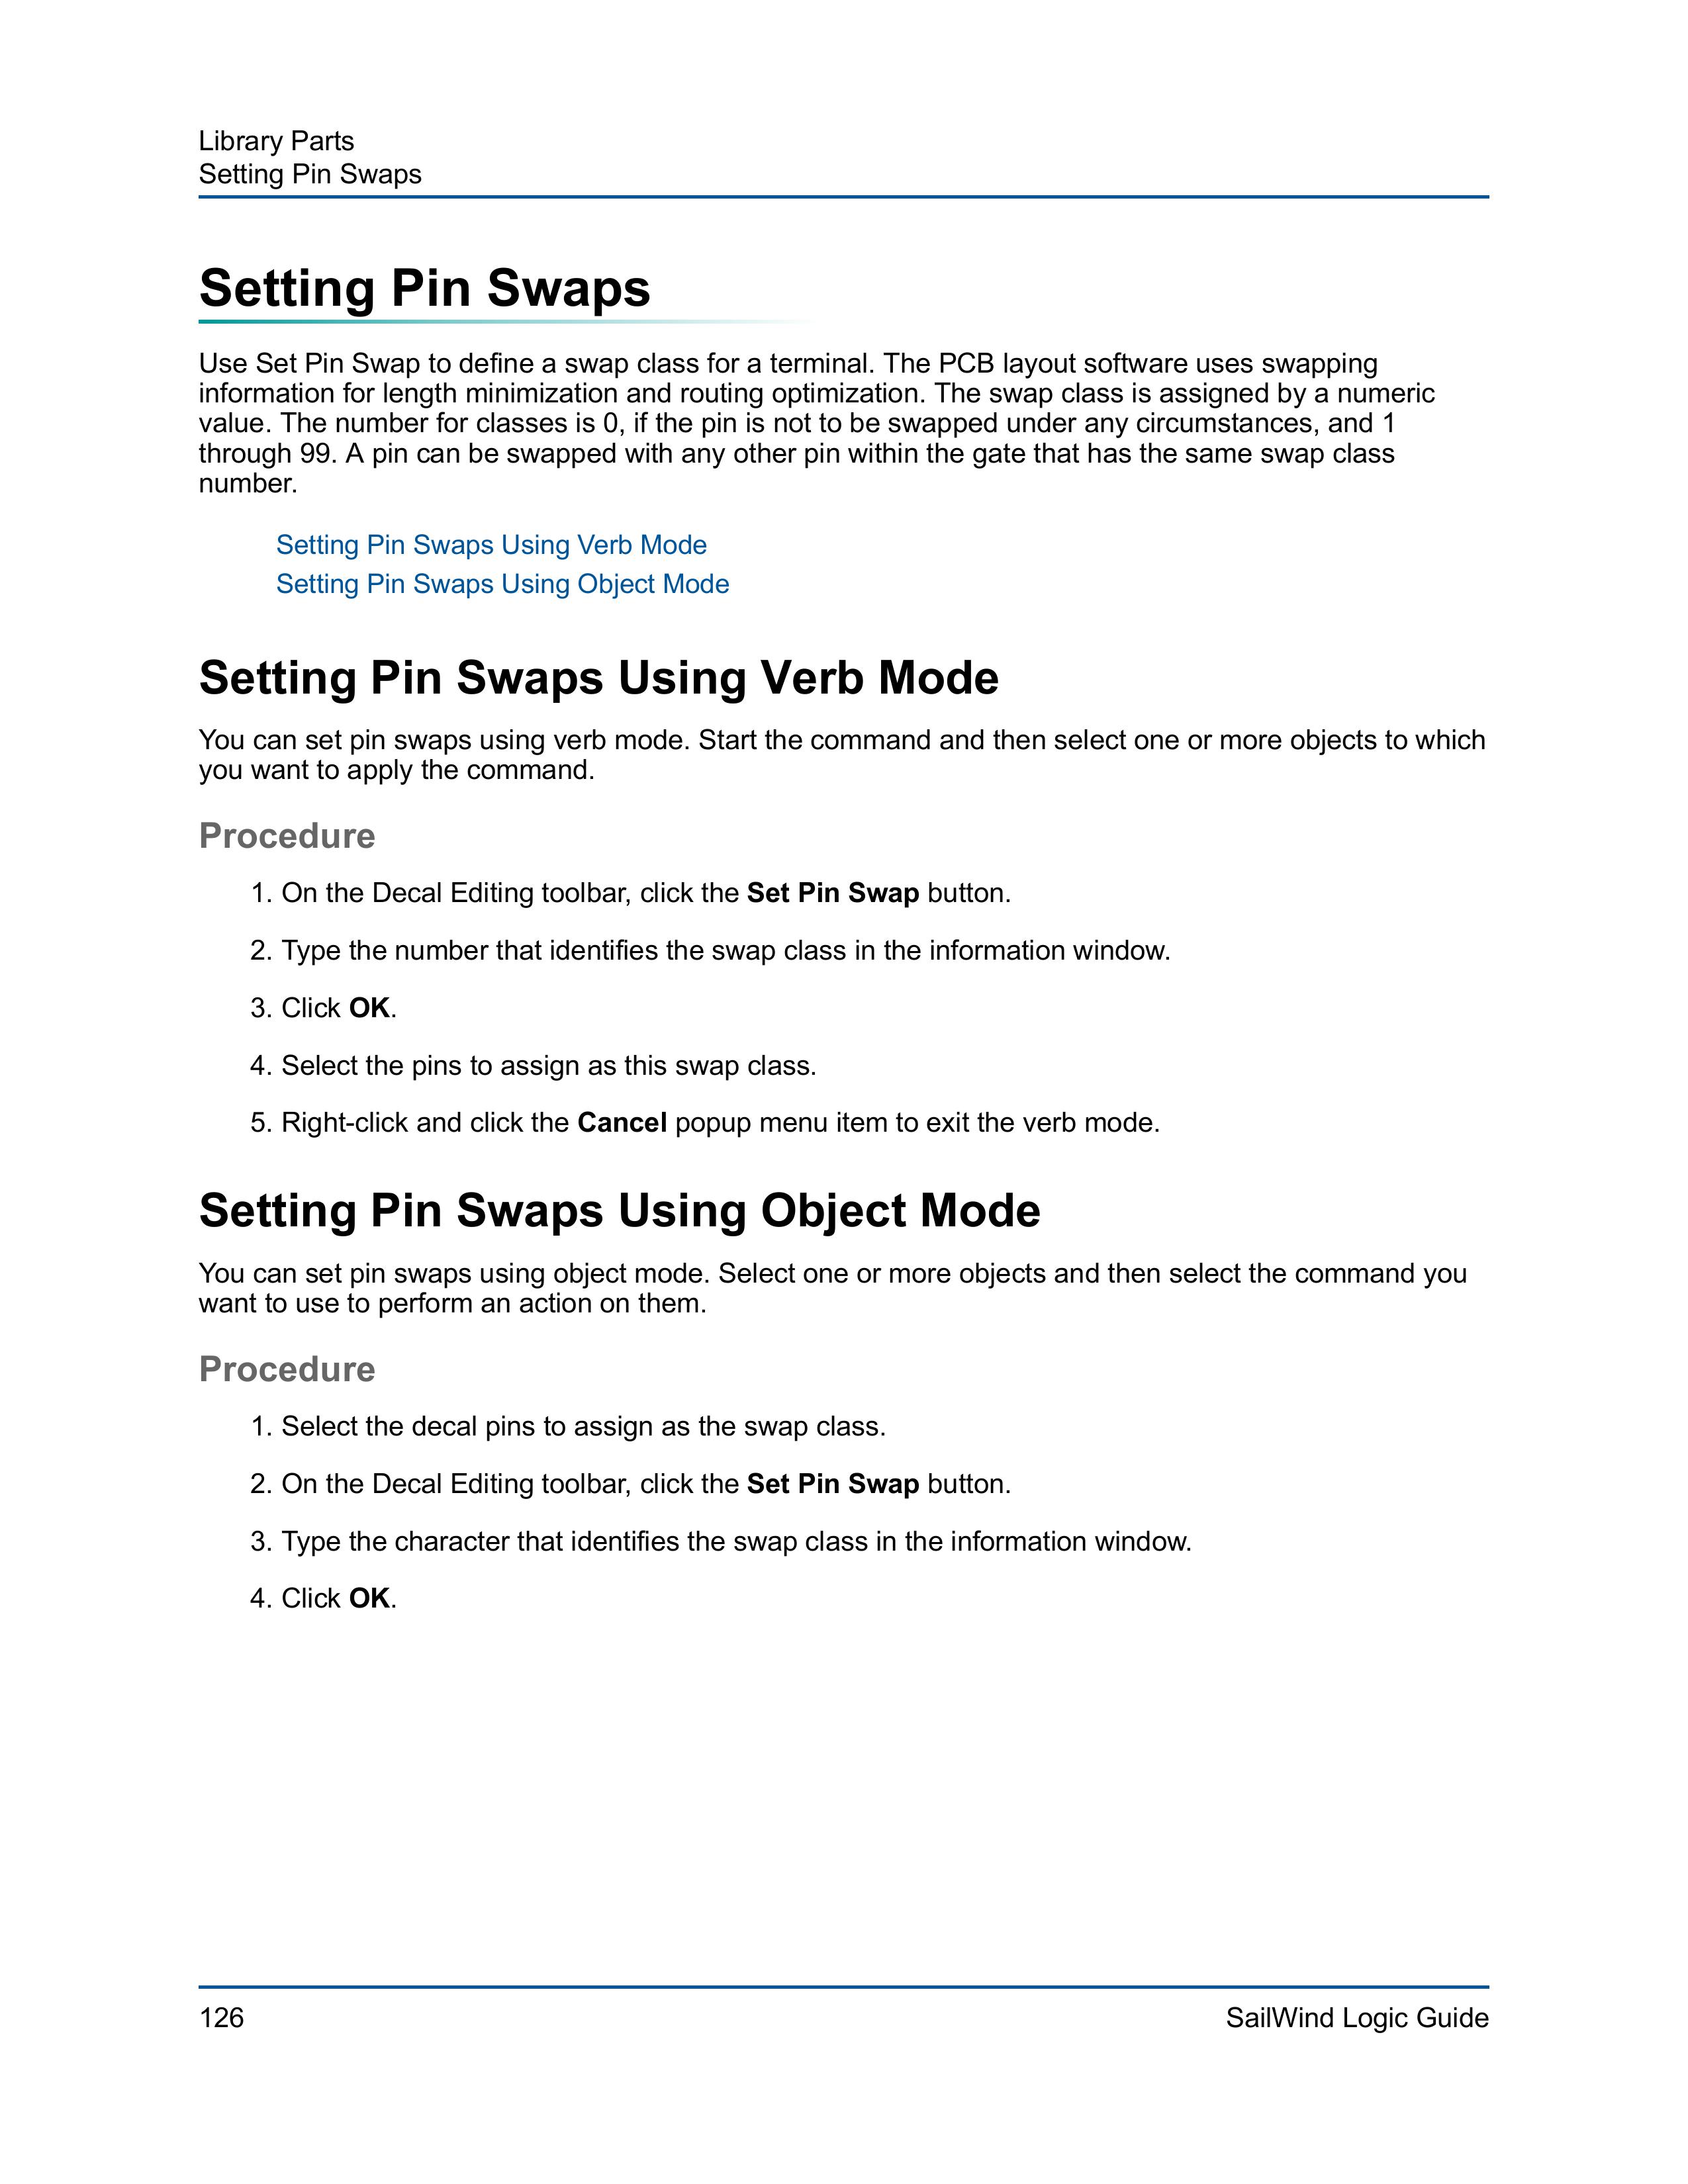 Library Parts
Setting Pin Swaps
Setting Pin Swaps
Use Set Pin Swap to define a swap class for a terminal. The PCB layout software uses swapping
information for length minimization and routing optimization. The swap class is assigned by a numeric
value. The number for classes is 0, if the pin is not to be swapped under any circumstances, and 1
through 99. A pin can be swapped with any other pin within the gate that has the same swap class
number.
Setting Pin Swaps Using Verb Mode
Setting Pin Swaps Using Object Mode
Setting Pin Swaps Using Verb Mode
You can set pin swaps using verb mode. Start the command and then select one or more objects to which
you want to apply the command.
Procedure
1. On the Decal Editing toolbar, click the Set Pin Swap button.
2. Type the number that identifies the swap class in the information window.
3. Click OK.
4. Select the pins to assign as this swap class.
5. Right-click and click the Cancel popup menu item to exit the verb mode.
Setting Pin Swaps Using Object Mode
You can set pin swaps using object mode. Select one or more objects and then select the command you
want to use to perform an action on them.
Procedure
1. Select the decal pins to assign as the swap class.
2. On the Decal Editing toolbar, click the Set Pin Swap button.
3. Type the character that identifies the swap class in the information window.
4. Click OK.
126
SailWind Logic Guide